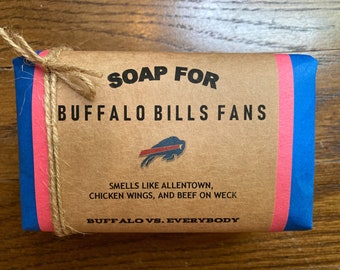 SOAP FOR
BUFFALO BILLS FANS
SMELLS LIKE ALLENTOWN,
CHICKEN WINGS, AND BEEF ON WECK
BUFFALO VS. EVERYBODY